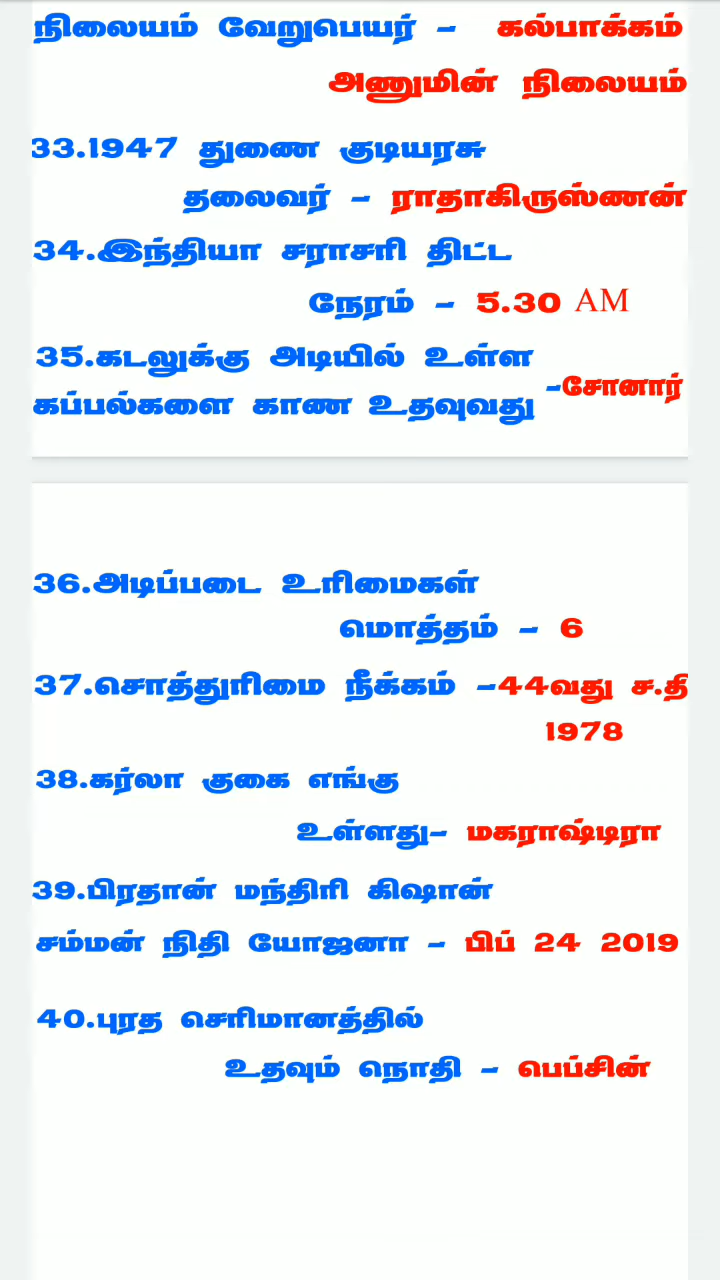 நிலையம் வேறுபெயர் - கல்பாக்கம்
அணுமின் நிலையம்
33.1947 துணை குடியரசு
தலைவர் - ராதாகிருஸ்ணன்
34.இந்தியா சராசரி திட்ட
நேரம் - 5.30 AM
35.கடலுக்கு அடியில் உள்ள
கப்பல்களை காண உதவுவது -சோனார்
36.அடிப்படை உரிமைகள்
மொத்தம் - 6
37.சொத்துரிமை நீக்கம் -44வது ச.தி
1978
38.கர்லா குகை எங்கு
உள்ளது- மகராஷ்டிரா
39.பிரதான் மந்திரி கிஷான்
சம்மன் நிதி யோஜனா - பிப் 24 2019
40.புரத செரிமானத்தில்
உதவும் நொதி - பெப்சின்